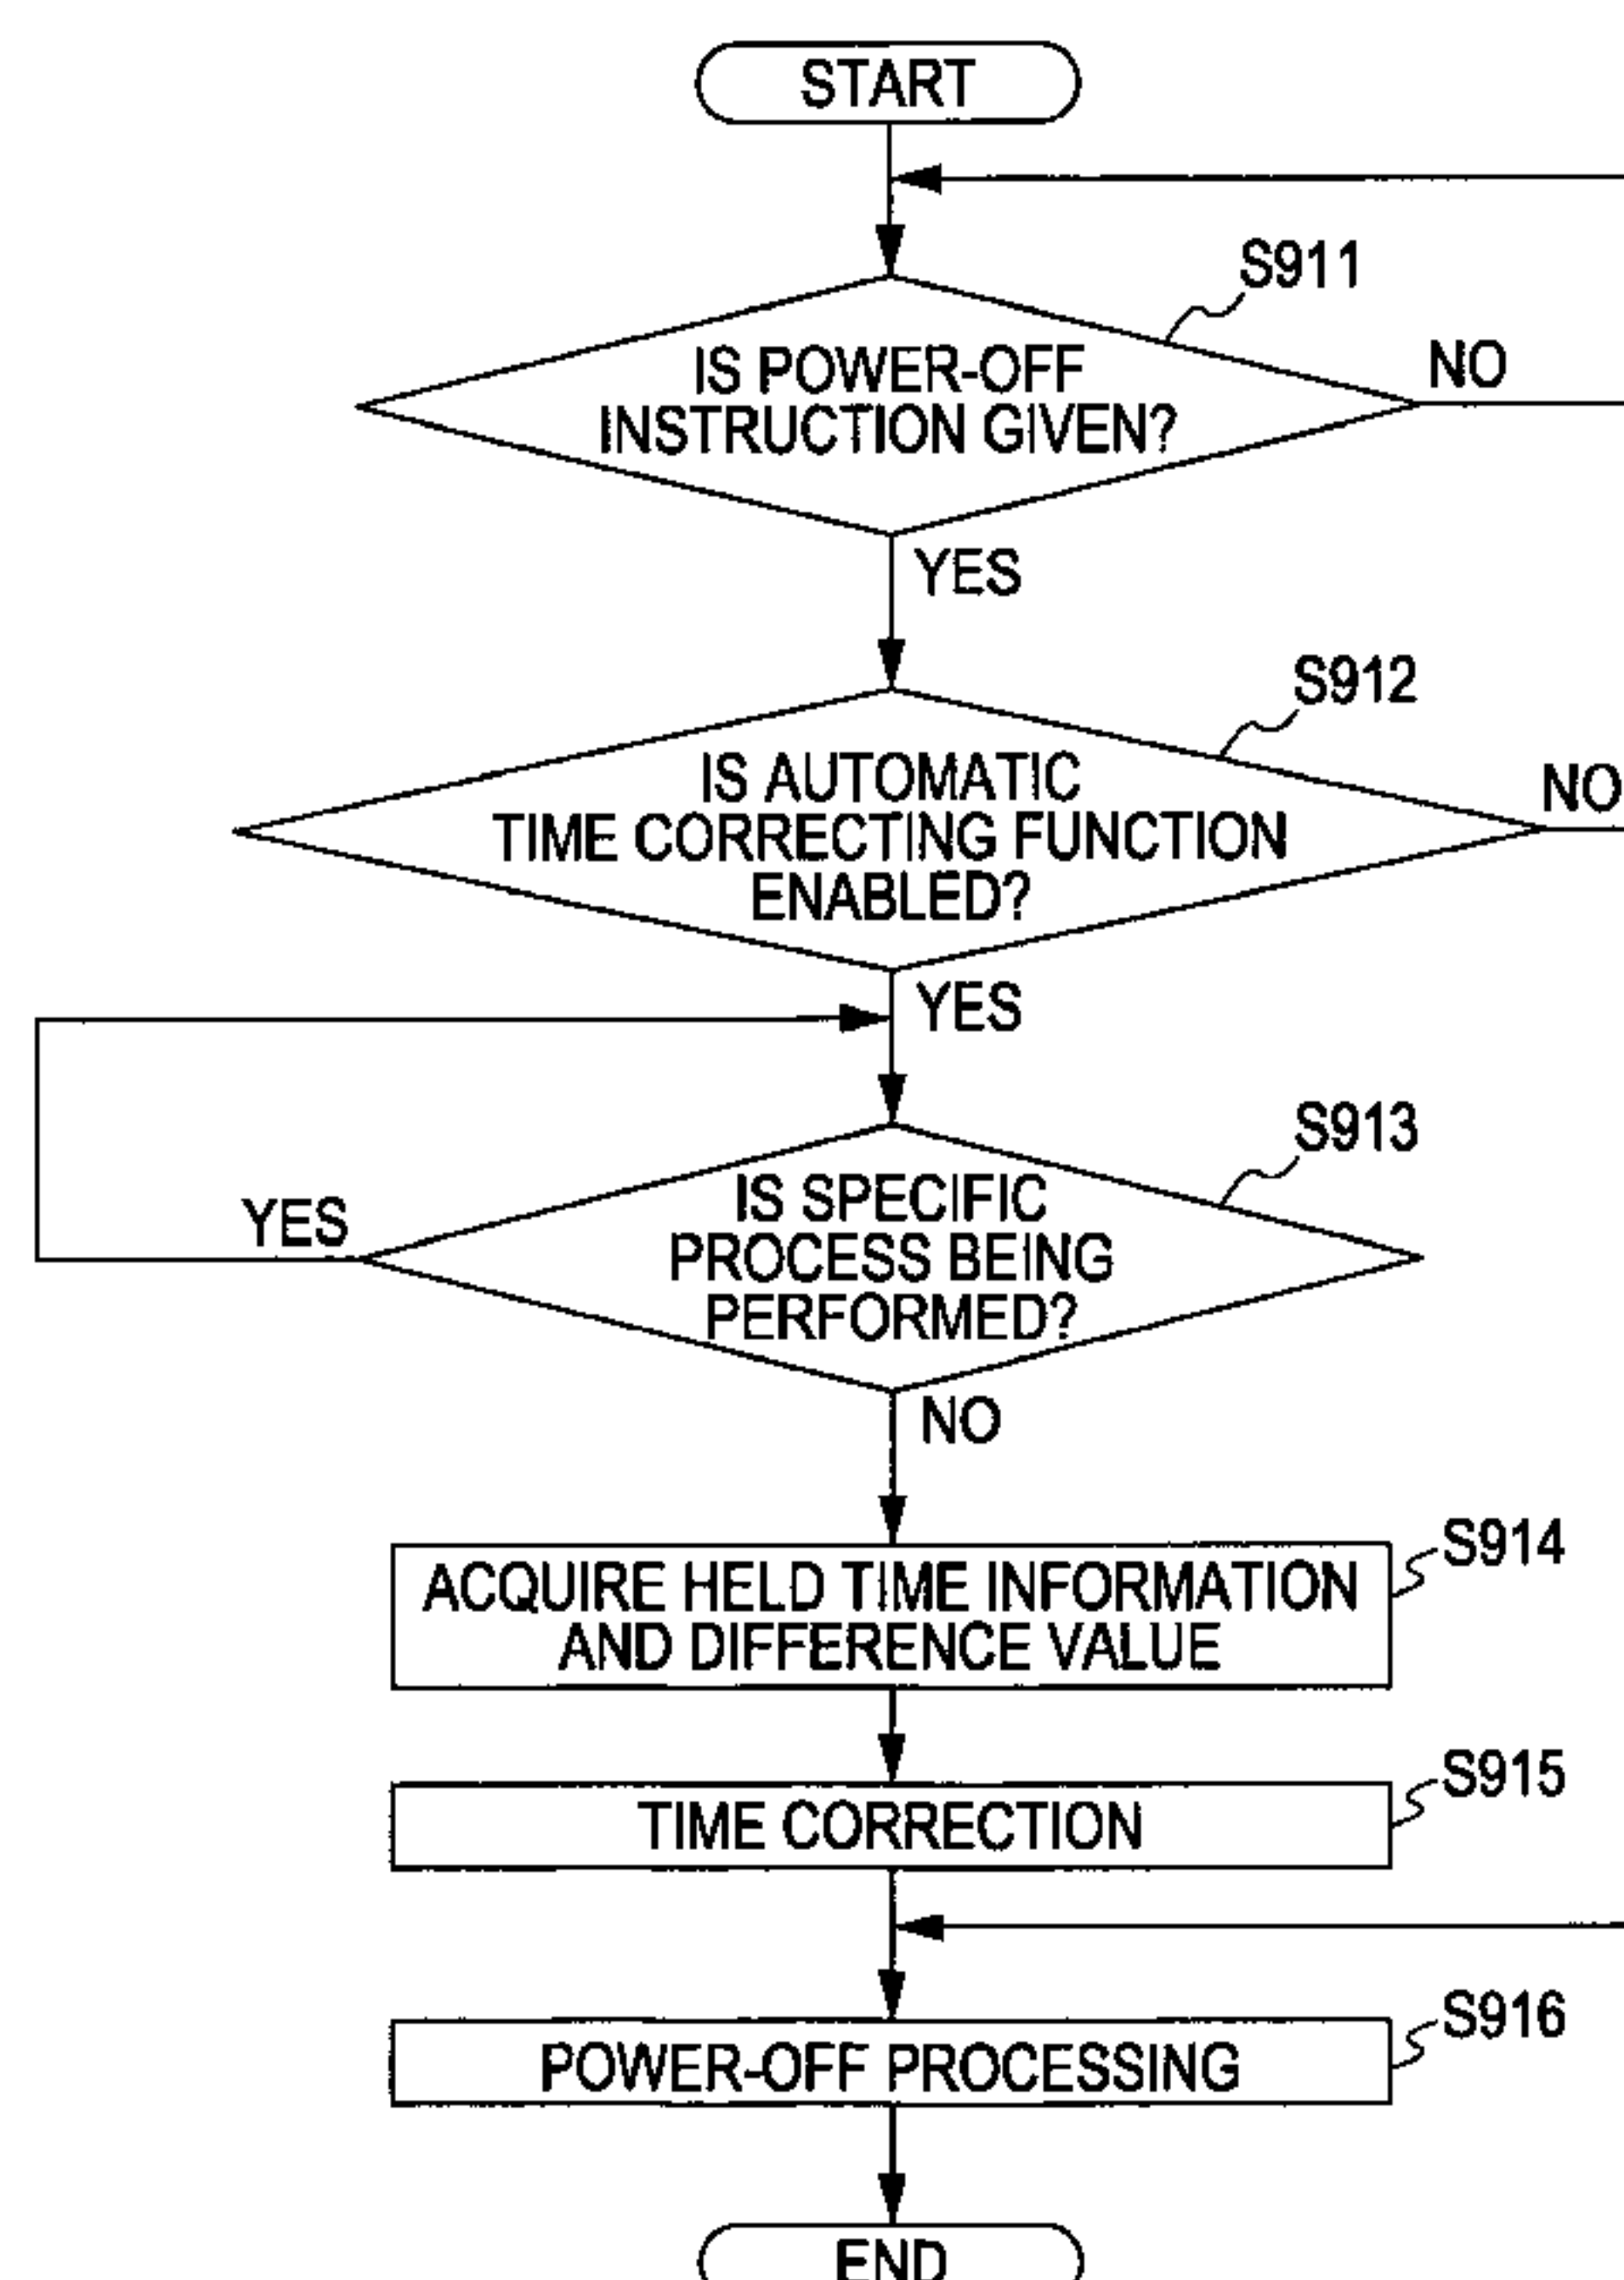 START
S911
IS POWER-OFF
INSTRUCTION GIVEN?
NO
YES
S912
IS AUTOMATIC
TIME CORRECTING FUNCTION
ENABLED?
NO
YES
S913
IS SPECIFIC
PROCESS BEING
PERFORMED?
YES
NO
S914
ACQUIRE HELD TIME INFORMATION
AND DIFFERENCE VALUE
S915
TIME CORRECTION
S916
POWER-OFF PROCESSING
END